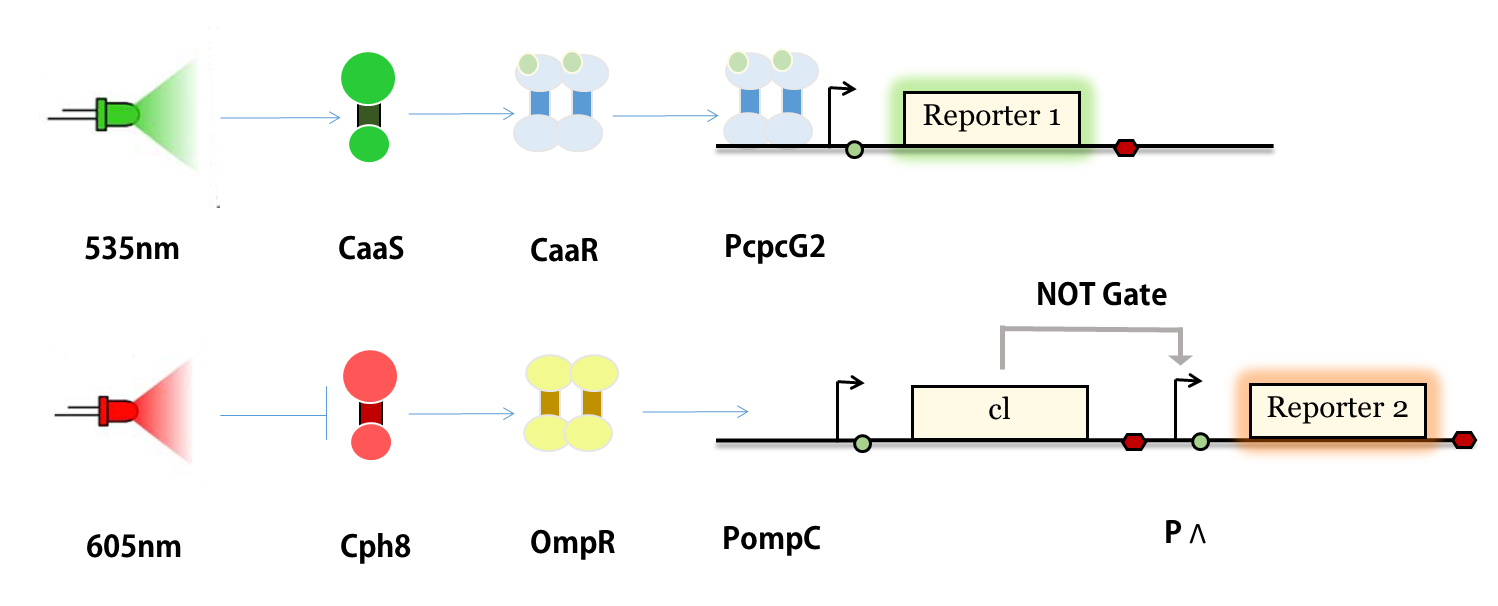 Reporter 1
535nm
CaaS
CaaR
PcpcG2
NOT Gate
cl
Reporter 2
605nm
Cph8
OmpR
PompC
P Λ